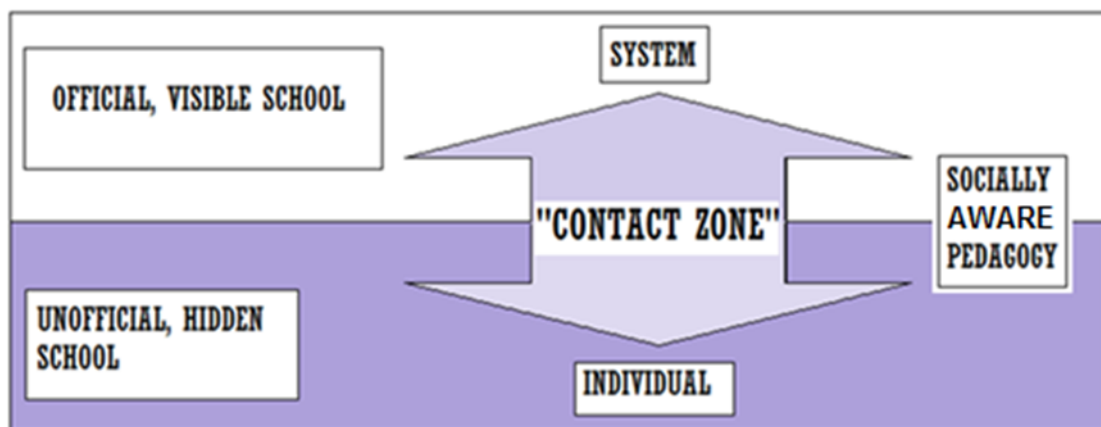 SYSTEM
OFFICIAL, VISIBLE SCHOOL
"CONTACT ZONE"
SOCIALLY
AWARE
PEDAGOGY
UNOFFICIAL, HIDDEN
SCHOOL
INDIVIDUAL